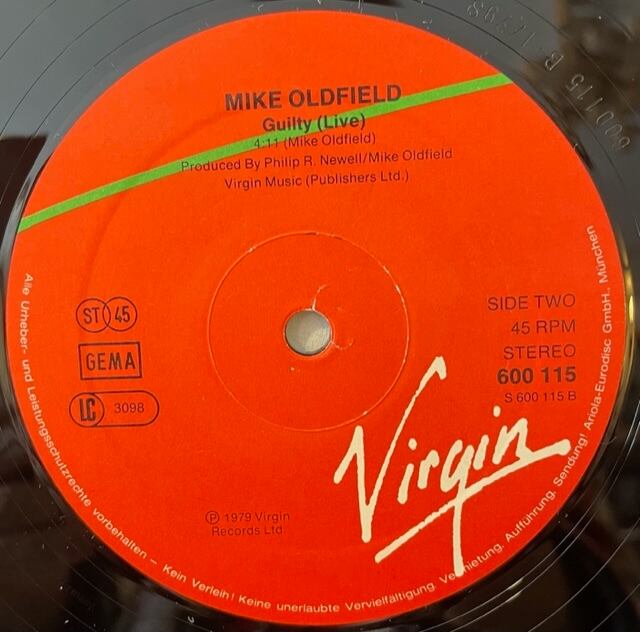 MIKE OLDFIELD
Guilty (Live)
4:11 (Mike Oldfield)
Produced By Philip R. Newell/Mike Oldfield
Virgin Music (Publishers Ltd.)
ST 45
GEMA
LC 3098
SIDE TWO
45 RPM
STEREO
600 115
S 600 115 B
Virgin
℗ 1979 Virgin
Records Ltd.
Alle Urheber- und Leistungsschutzrechte vorbehalten – Kein Verleih! Keine unerlaubte Vervielfältigung, Vermietung, Aufführung, Sendung! Ariola-Eurodisc GmbH., München
600115 B